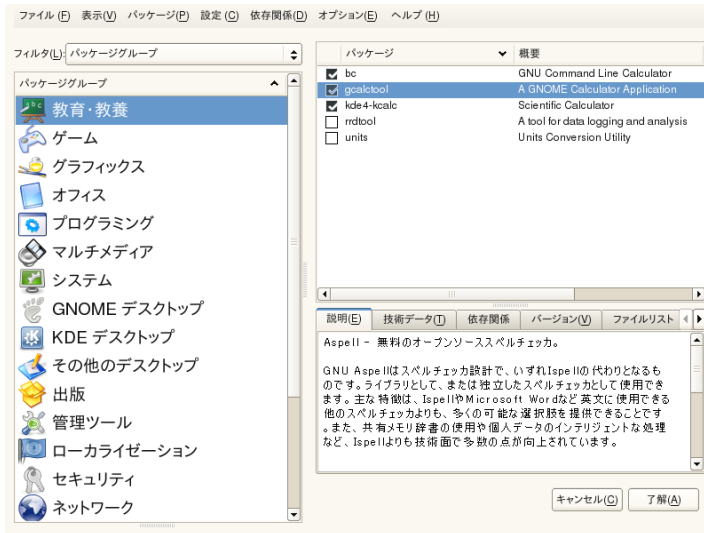 ファイル (F) 表示(V) パッケージ(P) 設定 (C) 依存関係(D) オプション(E) ヘルプ (H)
フィルタ(L): パッケージグループ
パッケージグループ
教育･教養
ゲーム
グラフィックス
オフィス
プログラミング
マルチメディア
システム
GNOME デスクトップ
KDE デスクトップ
その他のデスクトップ
出版
管理ツール
ローカライゼーション
セキュリティ
ネットワーク
パッケージ 概要
bc GNU Command Line Calculator
gcalctool A GNOME Calculator Application
kde4-kcalc Scientific Calculator
rrdtool A tool for data logging and analysis
units Units Conversion Utility
説明(E) 技術データ(T) 依存関係 バージョン(V) ファイルリスト
Aspell - 無料のオープンソーススペルチェッカ。
GNU Aspellはスペルチェッカ設計で、いずれIspellの代わりとなるも
のです。ライブラリとして、または独立したスペルチェッカとして使用でき
ます。主な特徴は、IspellやMicrosoft Wordなど英文に使用できる
他のスペルチェッカよりも、多くの可能な選択肢を提供できることです
。また、共有メモリ辞書の使用や個人データのインテリジェントな処理
など、Ispellよりも技術面で多数の点が向上されています。
キャンセル(C) 了解(A)